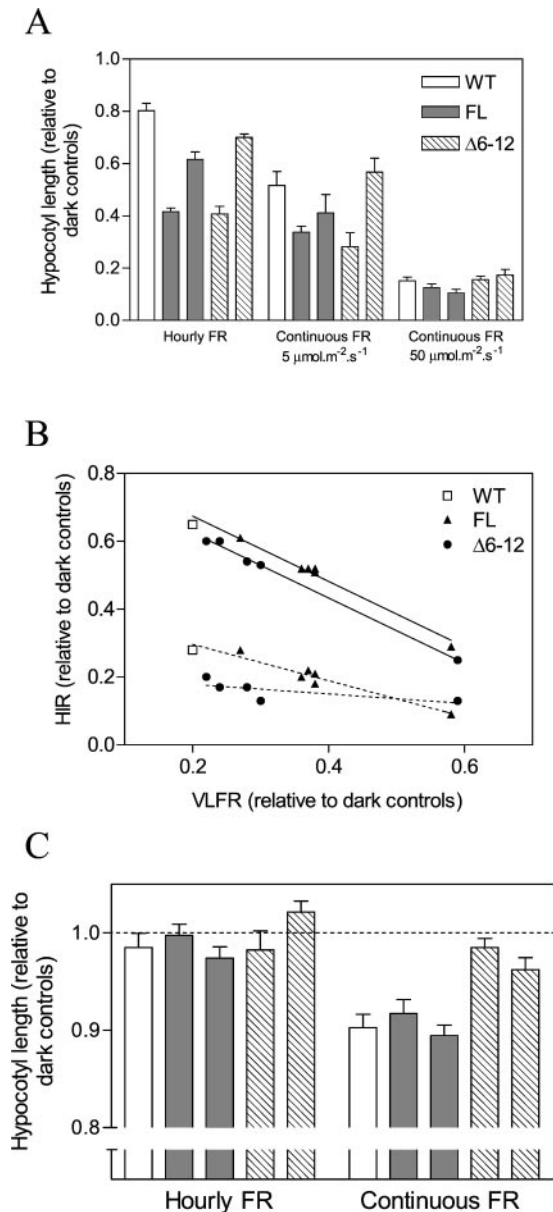 A
Hypocotyl length (relative to
dark controls)
1.0
0.8
0.6
0.4
0.2
0.0
WT
FL
Δ6-12
Hourly FR
Continuous FR
5 μmol.m⁻².s⁻¹
Continuous FR
50 μmol.m⁻².s⁻¹
B
HIR (relative to dark controls)
0.8
0.6
0.4
0.2
0.0
WT
FL
Δ6-12
0.2
0.4
0.6
VLFR (relative to dark controls)
C
Hypocotyl length (relative to
dark controls)
1.0
0.9
0.8
Hourly FR
Continuous FR